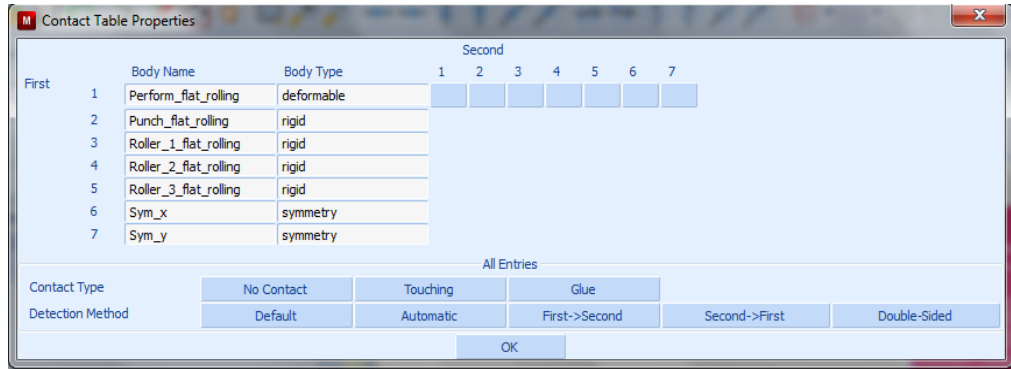 M Contact Table Properties
Second
Body Name Body Type 1 2 3 4 5 6 7
First
1 Perform_flat_rolling deformable
2 Punch_flat_rolling rigid
3 Roller_1_flat_rolling rigid
4 Roller_2_flat_rolling rigid
5 Roller_3_flat_rolling rigid
6 Sym_x symmetry
7 Sym_y symmetry
All Entries
Contact Type No Contact Touching Glue
Detection Method Default Automatic First->Second Second->First Double-Sided
OK